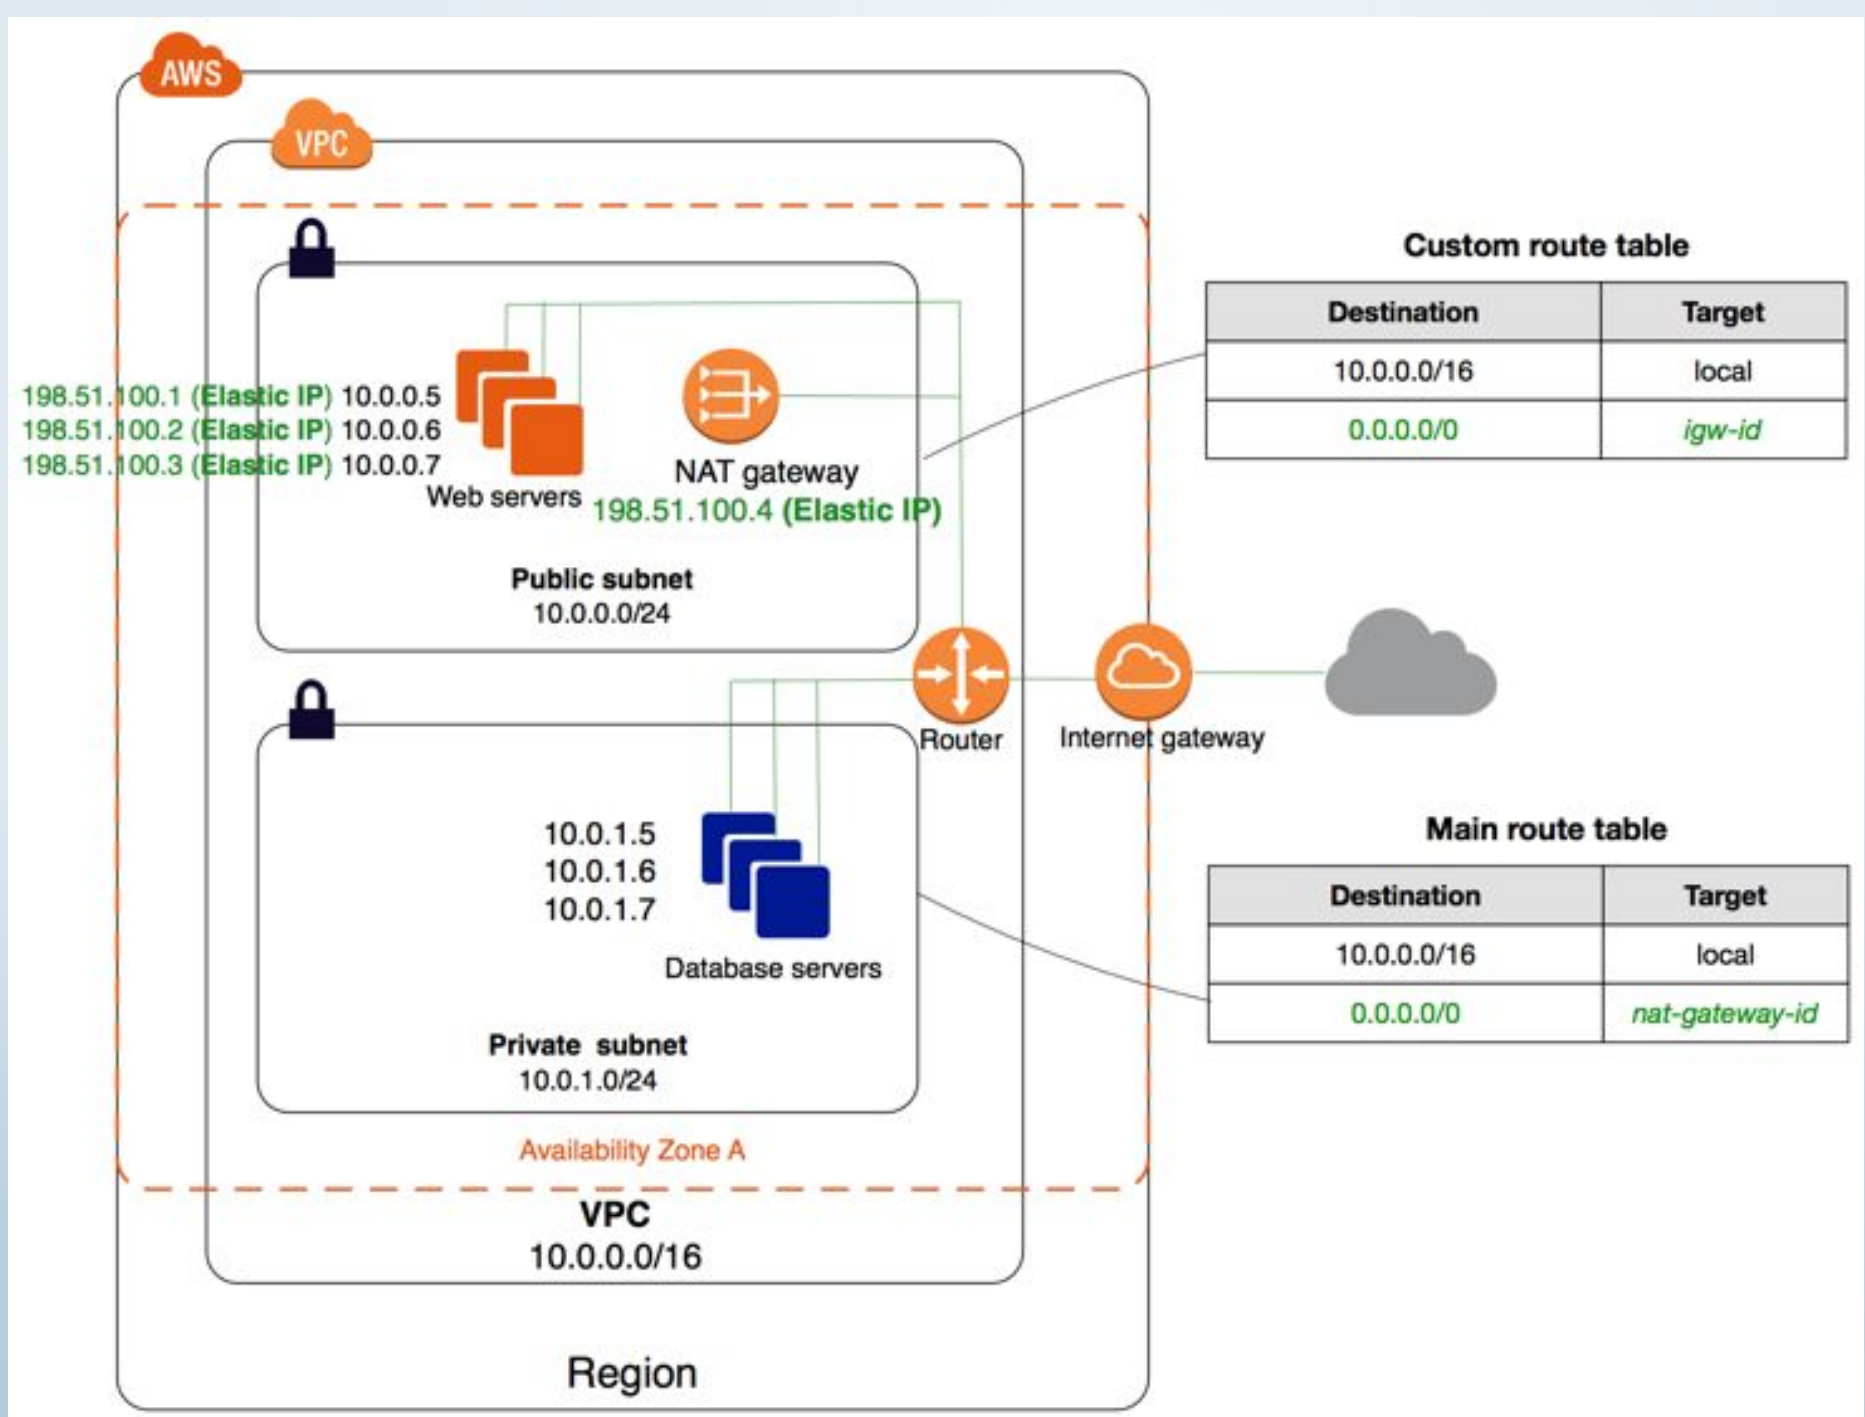 AWS
VPC
198.51.100.1 (Elastic IP) 10.0.0.5
198.51.100.2 (Elastic IP) 10.0.0.6
198.51.100.3 (Elastic IP) 10.0.0.7
Web servers
NAT gateway
198.51.100.4 (Elastic IP)
Public subnet
10.0.0.0/24
Custom route table
Destination Target
10.0.0.0/16 local
0.0.0.0/0 igw-id
Router
Internet gateway
10.0.1.5
10.0.1.6
10.0.1.7
Database servers
Private subnet
10.0.1.0/24
Main route table
Destination Target
10.0.0.0/16 local
0.0.0.0/0 nat-gateway-id
Availability Zone A
VPC
10.0.0.0/16
Region